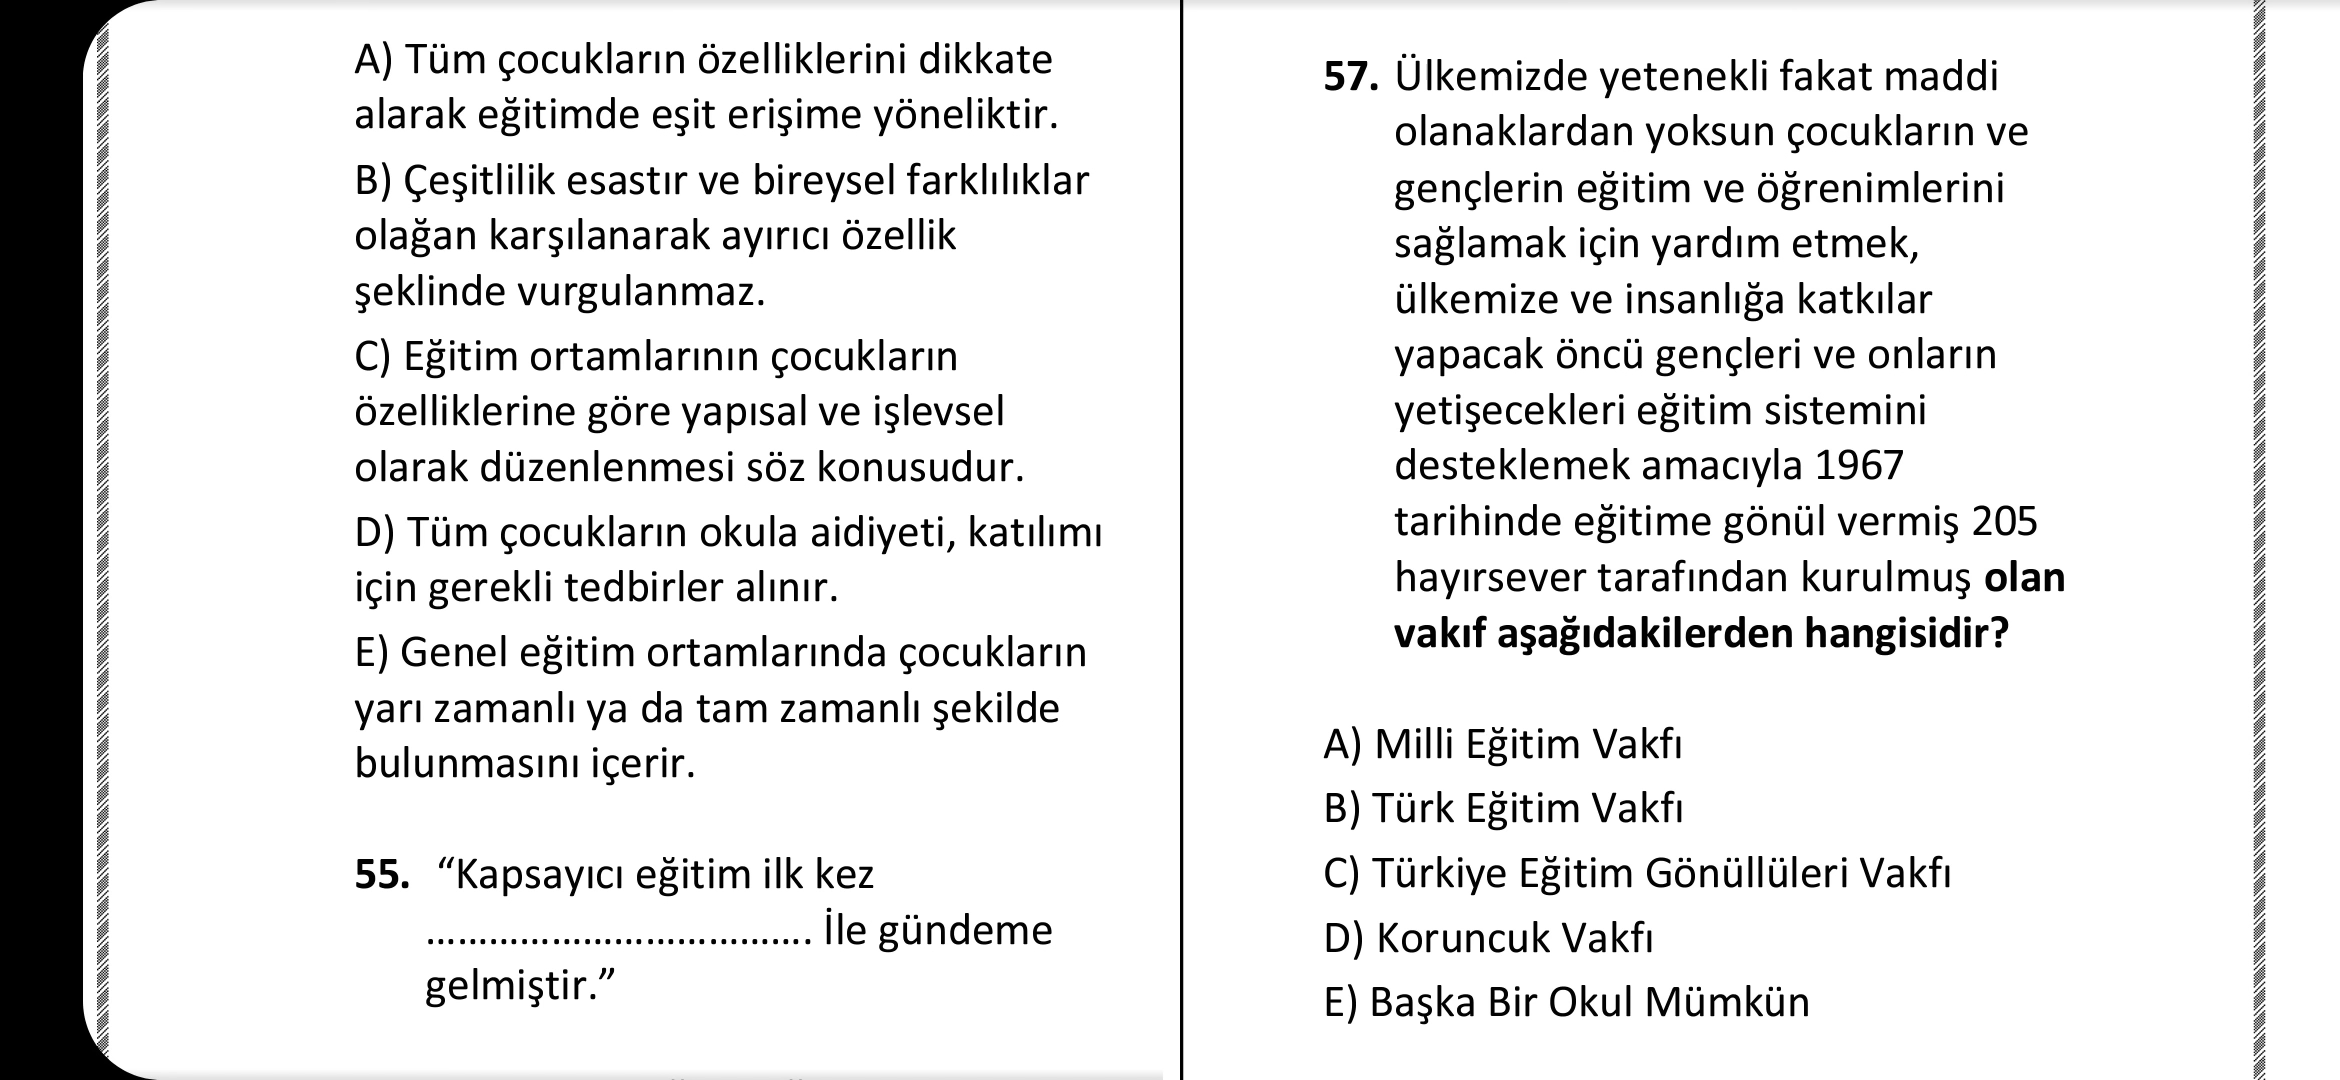 A) Tüm çocukların özelliklerini dikkate
alarak eğitimde eşit erişime yöneliktir.
B) Çeşitlilik esastır ve bireysel farklılıklar
olağan karşılanarak ayırıcı özellik
şeklinde vurgulanmaz.
C) Eğitim ortamlarının çocukların
özelliklerine göre yapısal ve işlevsel
olarak düzenlenmesi söz konusudur.
D) Tüm çocukların okula aidiyeti, katılımı
için gerekli tedbirler alınır.
E) Genel eğitim ortamlarında çocukların
yarı zamanlı ya da tam zamanlı şekilde
bulunmasını içerir.
55. “Kapsayıcı eğitim ilk kez
.................................... İle gündeme
gelmiştir.”
57. Ülkemizde yetenekli fakat maddi
olanaklardan yoksun çocukların ve
gençlerin eğitim ve öğrenimlerini
sağlamak için yardım etmek,
ülkemize ve insanlığa katkılar
yapacak öncü gençleri ve onların
yetişecekleri eğitim sistemini
desteklemek amacıyla 1967
tarihinde eğitime gönül vermiş 205
hayırsever tarafından kurulmuş olan
vakıf aşağıdakilerden hangisidir?
A) Milli Eğitim Vakfı
B) Türk Eğitim Vakfı
C) Türkiye Eğitim Gönüllüleri Vakfı
D) Koruncuk Vakfı
E) Başka Bir Okul Mümkün